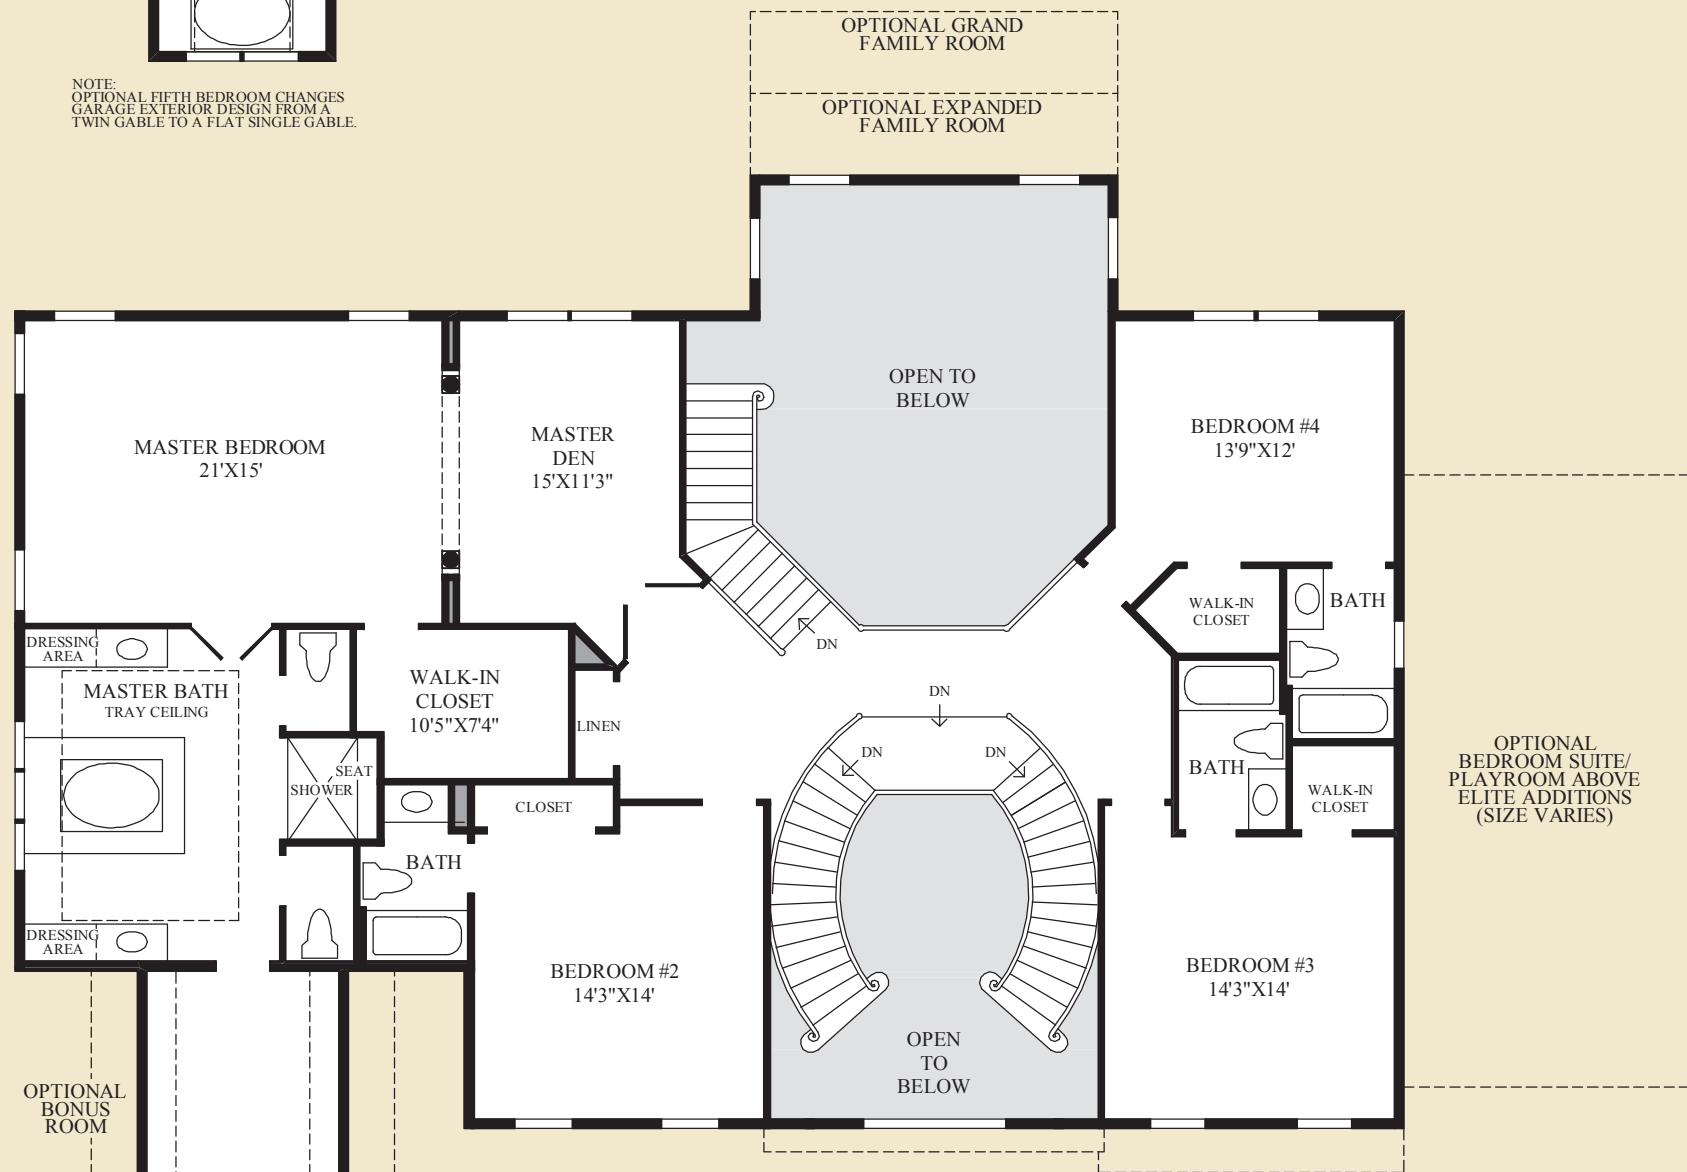 OPTIONAL GRAND
FAMILY ROOM
OPTIONAL EXPANDED
FAMILY ROOM
NOTE:
OPTIONAL FIFTH BEDROOM CHANGES
GARAGE EXTERIOR DESIGN FROM A
TWIN GABLE TO A FLAT SINGLE GABLE.
OPEN TO
BELOW
MASTER BEDROOM
21'X15'
MASTER
DEN
15'X11'3"
BEDROOM #4
13'9"X12'
WALK-IN
CLOSET
BATH
DN
DRESSING
AREA
MASTER BATH
TRAY CEILING
WALK-IN
CLOSET
10'5"X7'4"
LINEN
DN
DN
DN
SEAT
SHOWER
CLOSET
BATH
BATH
WALK-IN
CLOSET
OPTIONAL
BEDROOM SUITE/
PLAYROOM ABOVE
ELITE ADDITIONS
(SIZE VARIES)
DRESSING
AREA
BEDROOM #2
14'3"X14'
BEDROOM #3
14'3"X14'
OPEN
TO
BELOW
OPTIONAL
BONUS
ROOM